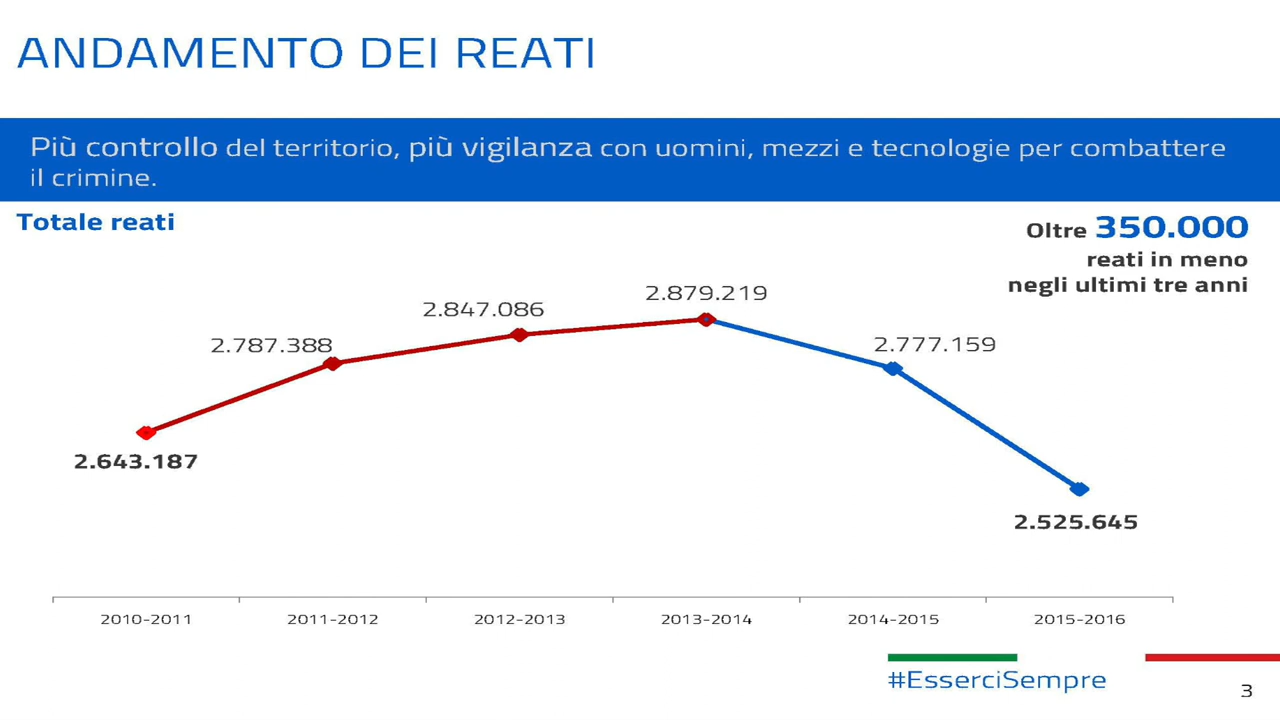 ANDAMENTO DEI REATI
Più controllo del territorio, più vigilanza con uomini, mezzi e tecnologie per combattere
il crimine.
Totale reati
Oltre 350.000
reati in meno
negli ultimi tre anni
2.643.187
2.787.388
2.847.086
2.879.219
2.777.159
2.525.645
2010-2011
2011-2012
2012-2013
2013-2014
2014-2015
2015-2016
#EsserciSempre
3